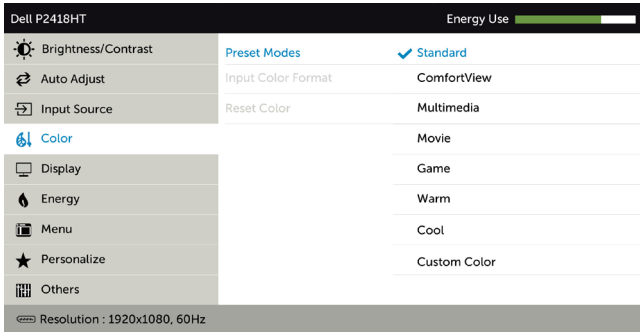 Dell P2418HT Energy Use
Brightness/Contrast Preset Modes Standard
Auto Adjust Input Color Format ComfortView
Input Source Reset Color Multimedia
Color Movie
Display Game
Energy Warm
Menu Cool
Personalize Custom Color
Others
Resolution : 1920x1080, 60Hz